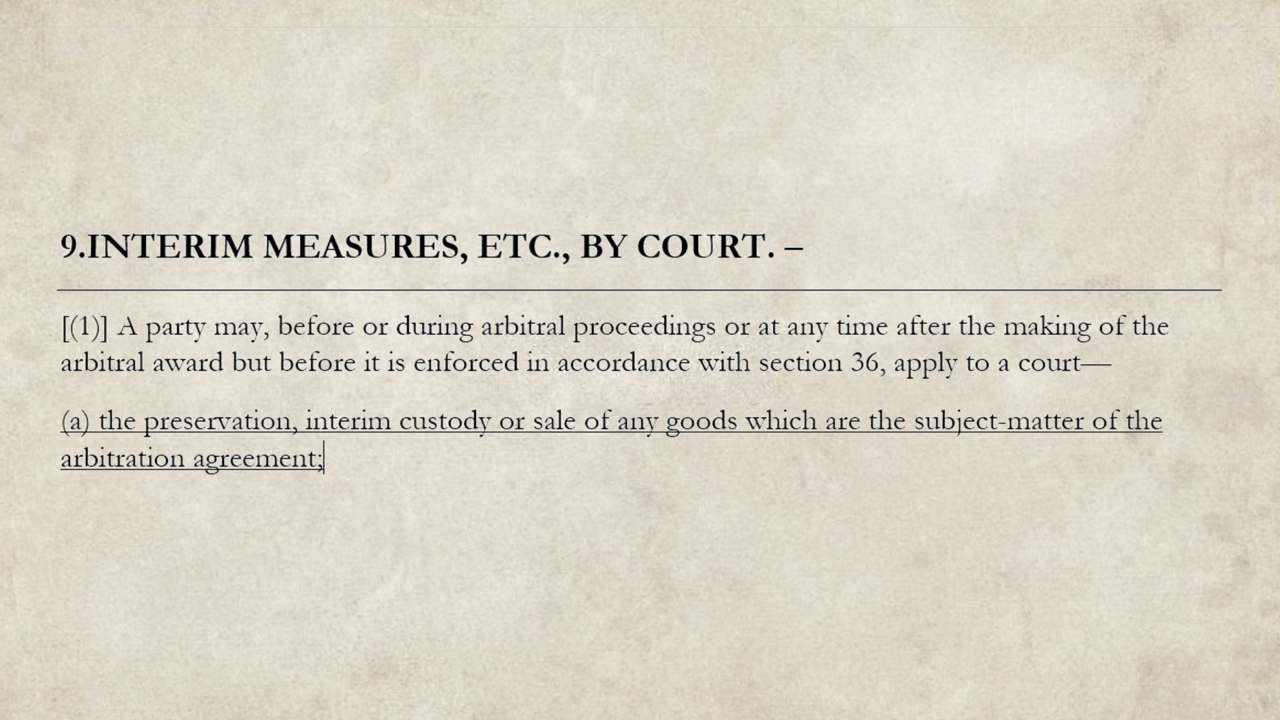 9.INTERIM MEASURES, ETC., BY COURT. –
[(1)] A party may, before or during arbitral proceedings or at any time after the making of the
arbitral award but before it is enforced in accordance with section 36, apply to a court—
(a) the preservation, interim custody or sale of any goods which are the subject-matter of the
arbitration agreement;